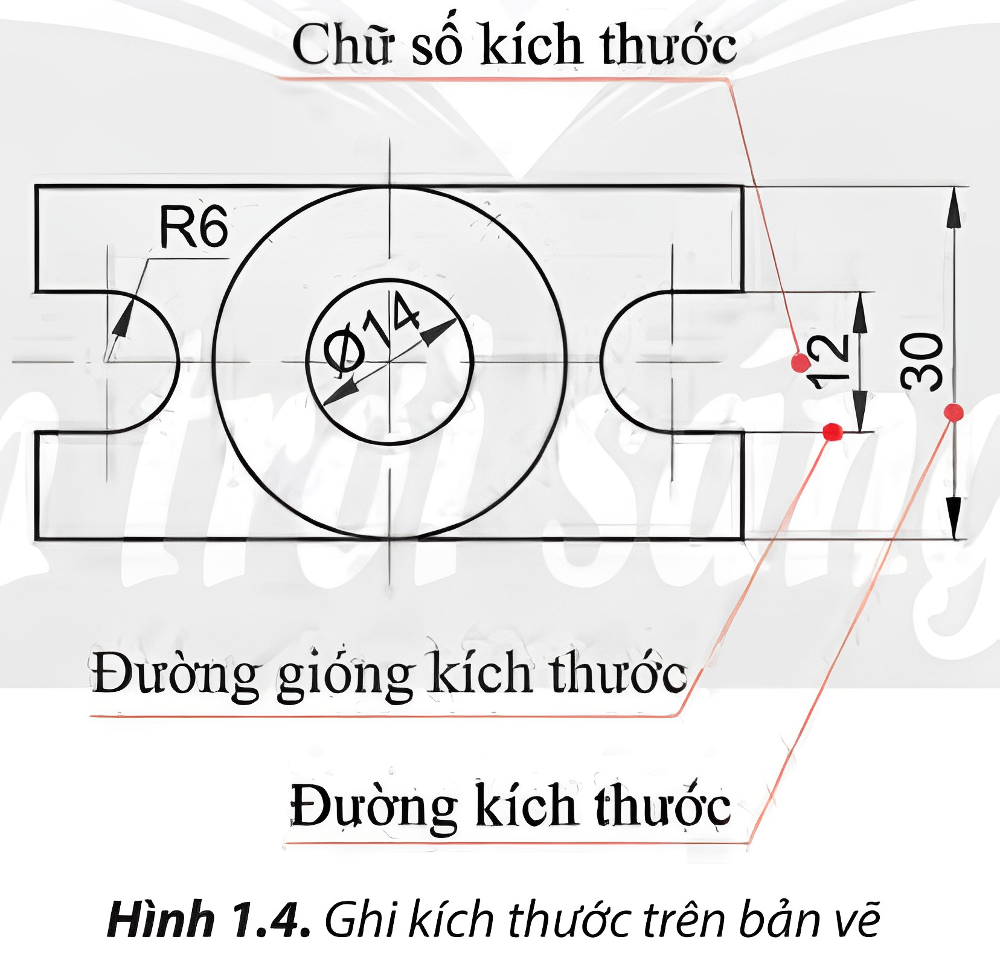 Chữ số kích thước
R6
Ø14
12
30
Đường gióng kích thước
Đường kích thước
Hình 1.4. Ghi kích thước trên bản vẽ